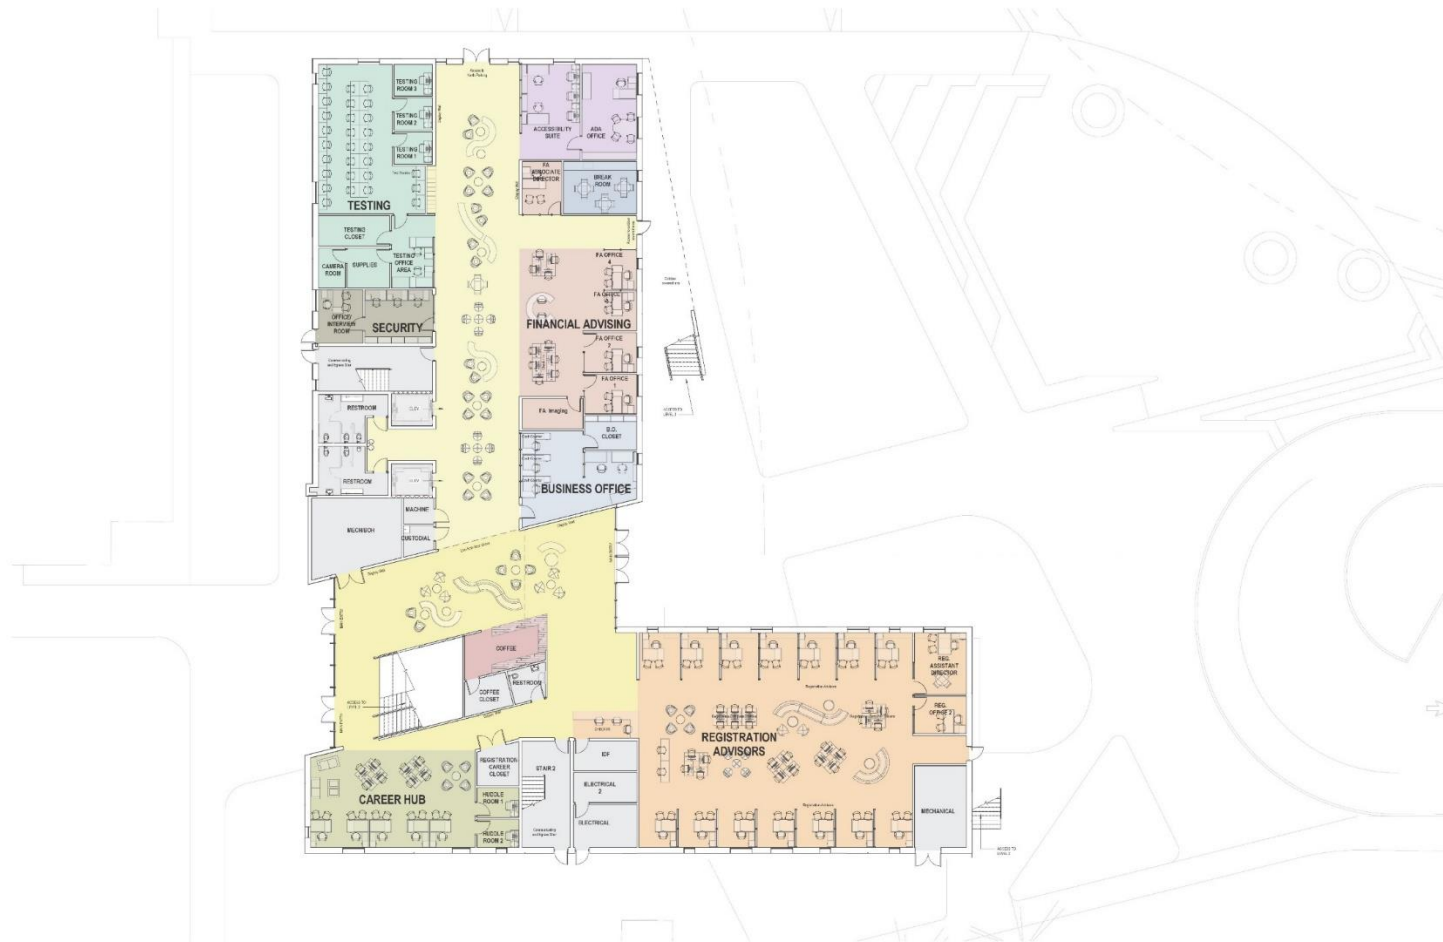 TESTING
ROOM 3
TESTING
ROOM 2
TESTING
ROOM 1
TESTING
TESTING
CLOSET
CAMERA
ROOM
SUPPLIES
TESTING
OFFICE
AREA
OFFICE/
INTERVIEW
ROOM
SECURITY
RESTROOM
RESTROOM
MACHINE
CUSTODIAL
ACCESSIBILITY
SUITE
ADA
OFFICE
FA
ASSOCIATE
DIRECTOR
BREAK
ROOM
FA OFFICE
4
FA OFFICE
FINANCIAL ADVISING
FA OFFICE
2
FA OFFICE
1
FA Imaging
B.O.
CLOSET
BUSINESS OFFICE
COFFEE
COFFEE
CLOSET
RESTROOM
REG.
ASSISTANT
DIRECTOR
REG.
OFFICE 2
REGISTRATION
ADVISORS
MECHANICAL
REGISTRATION
CAREER
CLOSET
STAIR 2
IDF
ELECTRICAL
2
ELECTRICAL
CAREER HUB
HUDDLE
ROOM 1
HUDDLE
ROOM 2